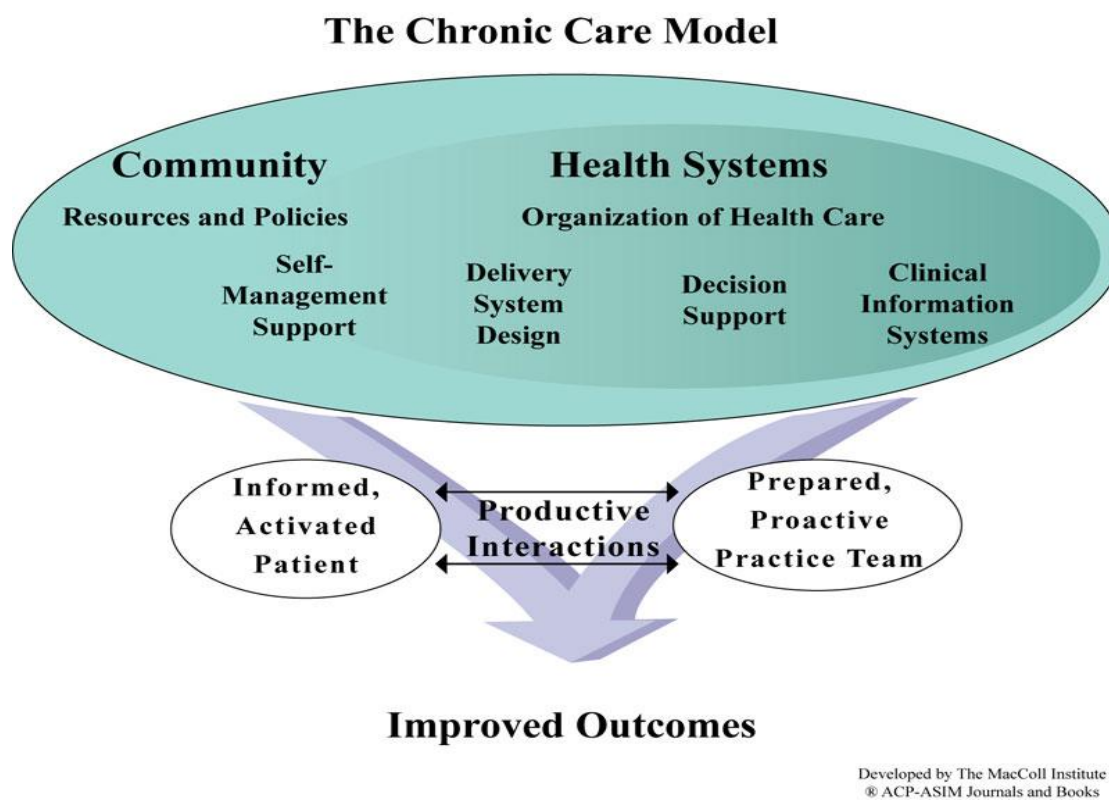 The Chronic Care Model
Community
Resources and Policies
Health Systems
Organization of Health Care
Self-
Management
Support
Delivery
System
Design
Decision
Support
Clinical
Information
Systems
Informed,
Activated
Patient
Productive
Interactions
Prepared,
Proactive
Practice Team
Improved Outcomes
Developed by The MacColl Institute
® ACP-ASIM Journals and Books